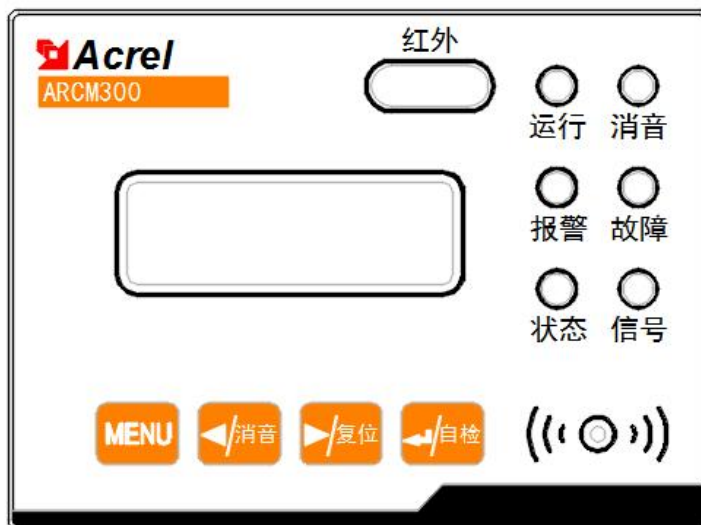 Acrel
ARCM300
红外
运行 消音
报警 故障
状态 信号
MENU
/消音
/复位
/自检